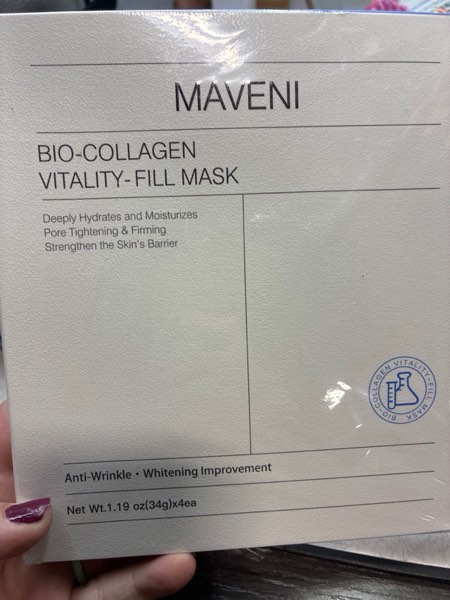 MAVENI
BIO-COLLAGEN
VITALITY-FILL MASK
Deeply Hydrates and Moisturizes
Pore Tightening & Firming
Strengthen the Skin's Barrier
BIO-COLLAGEN VITALITY-FILL MASK
Anti-Wrinkle • Whitening Improvement
Net Wt.1.19 oz(34g)x4ea